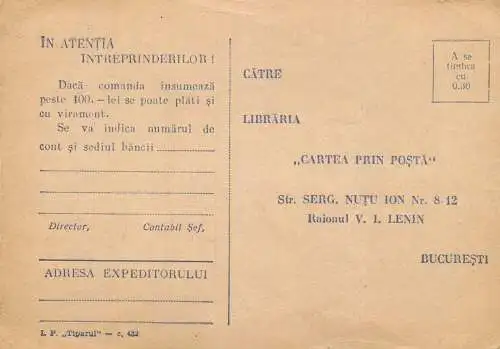 ÎN ATENȚIA
ÎNTREPRINDERILOR!
Dacă comanda însumează
peste 100.— lei se poate plăti și
cu virament.
Se va indica numărul de
cont și sediul băncii
Director, Contabil Șef,
ADRESA EXPEDITORULUI
I. P. „Tiparul” — c, 432
CĂTRE
LIBRĂRIA
„CARTEA PRIN POȘTĂ”
Str. SERG. NUȚU ION Nr. 8-12
Raionul V. I. LENIN
BUCUREȘTI
A se
timbra
cu
0.30